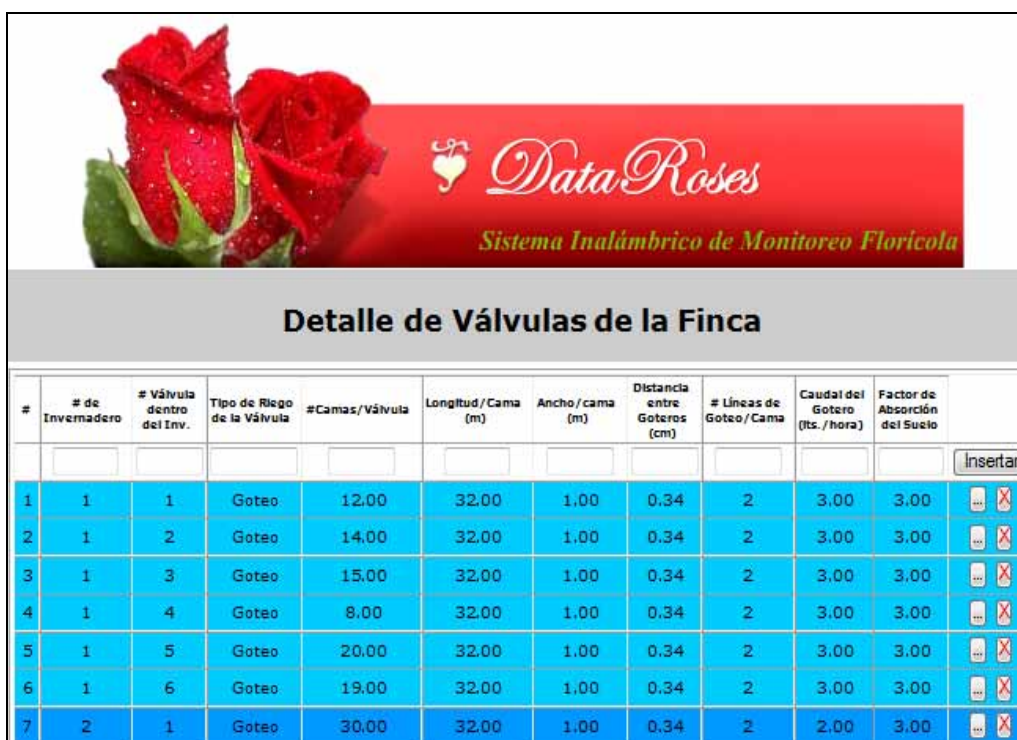 DataRoses
Sistema Inalámbrico de Monitoreo Florícola
Detalle de Válvulas de la Finca
# # de Invernadero # Válvula dentro del Inv. Tipo de Riego de la Válvula #Camas/Válvula Longitud/Cama (m) Ancho/cama (m) Distancia entre Goteros (cm) # Líneas de Goteo/Cama Caudal del Gotero (lts./hora) Factor de Absorción del Suelo
Insertar
1 1 1 Goteo 12.00 32.00 1.00 0.34 2 3.00 3.00 ... X
2 1 2 Goteo 14.00 32.00 1.00 0.34 2 3.00 3.00 ... X
3 1 3 Goteo 15.00 32.00 1.00 0.34 2 3.00 3.00 ... X
4 1 4 Goteo 8.00 32.00 1.00 0.34 2 3.00 3.00 ... X
5 1 5 Goteo 20.00 32.00 1.00 0.34 2 3.00 3.00 ... X
6 1 6 Goteo 19.00 32.00 1.00 0.34 2 3.00 3.00 ... X
7 2 1 Goteo 30.00 32.00 1.00 0.34 2 2.00 3.00 ... X